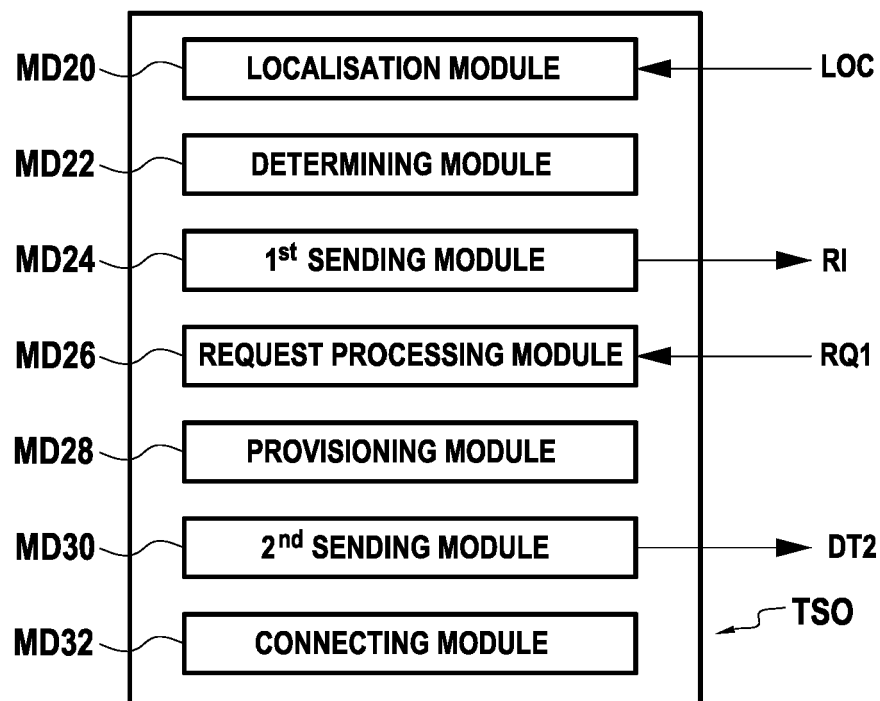 MD20 LOCALISATION MODULE LOC
MD22 DETERMINING MODULE
MD24 1st SENDING MODULE RI
MD26 REQUEST PROCESSING MODULE RQ1
MD28 PROVISIONING MODULE
MD30 2nd SENDING MODULE DT2
TSO
MD32 CONNECTING MODULE